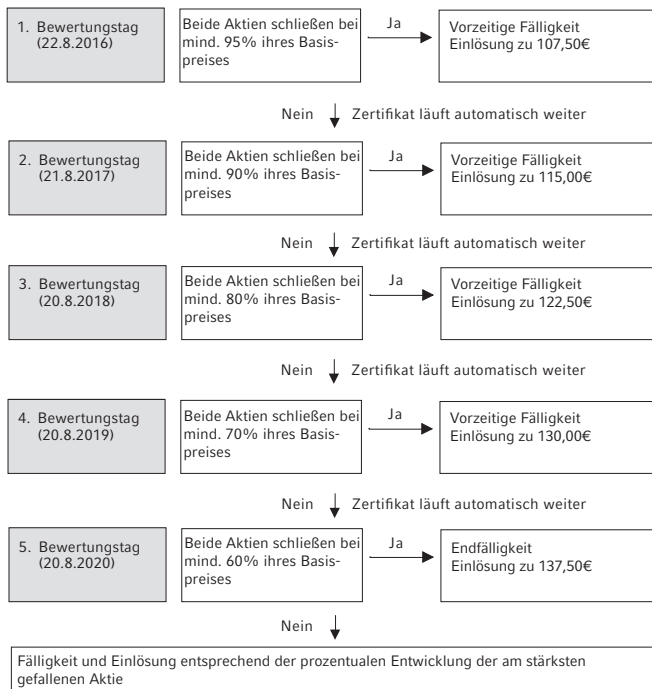 1. Bewertungstag
(22.8.2016)
Beide Aktien schließen bei
mind. 95% ihres Basis-
preises
Ja
Vorzeitige Fälligkeit
Einlösung zu 107,50€
Nein
Zertifikat läuft automatisch weiter
2. Bewertungstag
(21.8.2017)
Beide Aktien schließen bei
mind. 90% ihres Basis-
preises
Ja
Vorzeitige Fälligkeit
Einlösung zu 115,00€
Nein
Zertifikat läuft automatisch weiter
3. Bewertungstag
(20.8.2018)
Beide Aktien schließen bei
mind. 80% ihres Basis-
preises
Ja
Vorzeitige Fälligkeit
Einlösung zu 122,50€
Nein
Zertifikat läuft automatisch weiter
4. Bewertungstag
(20.8.2019)
Beide Aktien schließen bei
mind. 70% ihres Basis-
preises
Ja
Vorzeitige Fälligkeit
Einlösung zu 130,00€
Nein
Zertifikat läuft automatisch weiter
5. Bewertungstag
(20.8.2020)
Beide Aktien schließen bei
mind. 60% ihres Basis-
preises
Ja
Endfälligkeit
Einlösung zu 137,50€
Nein
Fälligkeit und Einlösung entsprechend der prozentualen Entwicklung der am stärksten
gefallenen Aktie